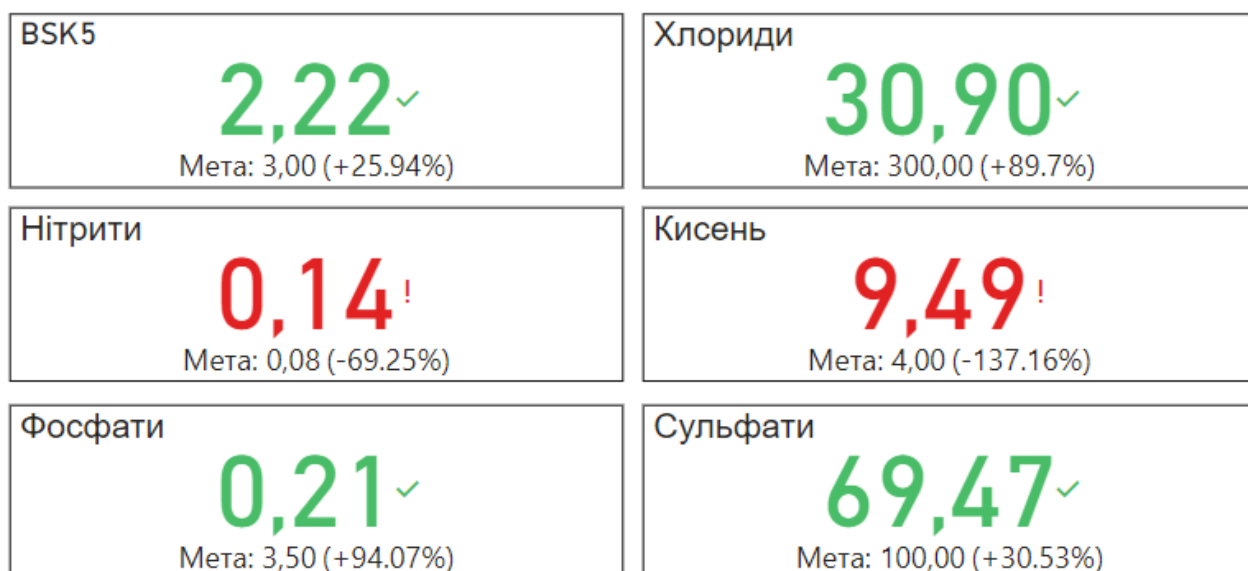 BSK5
2,22
Мета: 3,00 (+25.94%)
Хлориди
30,90
Мета: 300,00 (+89.7%)
Нітрити
0,14!
Мета: 0,08 (-69.25%)
Кисень
9,49!
Мета: 4,00 (-137.16%)
Фосфати
0,21
Мета: 3,50 (+94.07%)
Сульфати
69,47
Мета: 100,00 (+30.53%)